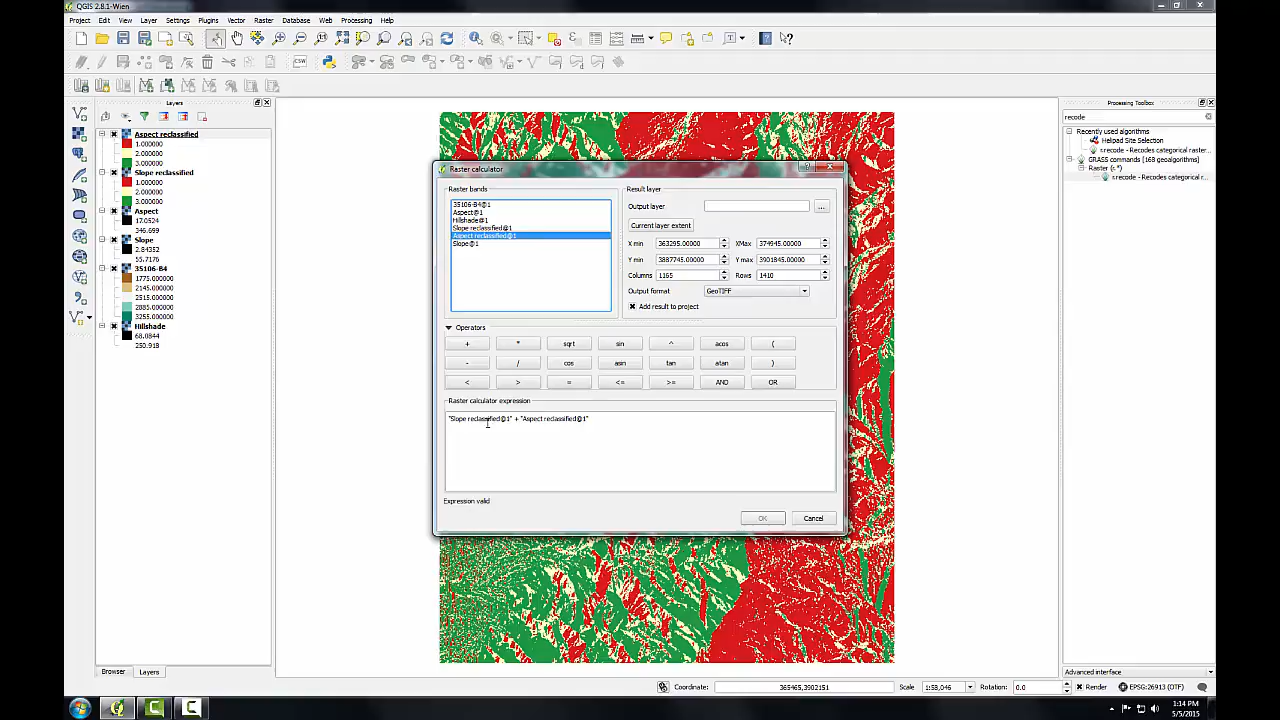 QGIS 2.8.1-Wien
Project Edit View Layer Settings Plugins Vector Raster Database Web Processing Help
CSW
Layers
Aspect reclassified
1.000000
2.000000
3.000000
Slope reclassified
1.000000
2.000000
3.000000
Aspect
17.0524
346.699
Slope
2.84352
55.7176
35106-B4
1775.000000
2145.000000
2515.000000
2885.000000
3255.000000
Hillshade
68.0844
250.918
Browser Layers
Raster calculator
Raster bands
35106-B4@1
Aspect@1
Hillshade@1
Slope reclassified@1
Aspect reclassified@1
Slope@1
Result layer
Output layer ...
Current layer extent
X min 363295.00000 XMax 374945.00000
Y min 3887745.00000 Y max 3901845.00000
Columns 1165 Rows 1410
Output format GeoTIFF
Add result to project
Operators
+ * sqrt sin ^ acos (
- / cos asin tan atan )
< > = <= >= AND OR
Raster calculator expression
"Slope reclassified@1" + "Aspect reclassified@1"
Expression valid
OK Cancel
Processing Toolbox
recode
Recently used algorithms
Helipad Site Selection
r.recode - Recodes categorical raster...
GRASS commands [168 geoalgorithms]
Raster (r.*)
r.recode - Recodes categorical r...
Advanced interface
Coordinate: 365465,3902151 Scale 1:58,046 Rotation: 0.0 Render EPSG:26913 (OTF)
1:14 PM
5/5/2015